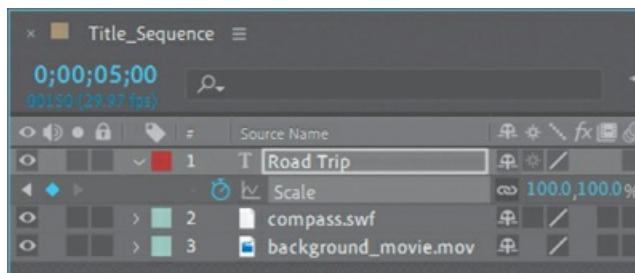 Title_Sequence
0;00;05;00
00150 (29.97 fps)
# Source Name fx
1 T Road Trip
Scale 100.0,100.0%
2 compass.swf
3 background_movie.mov